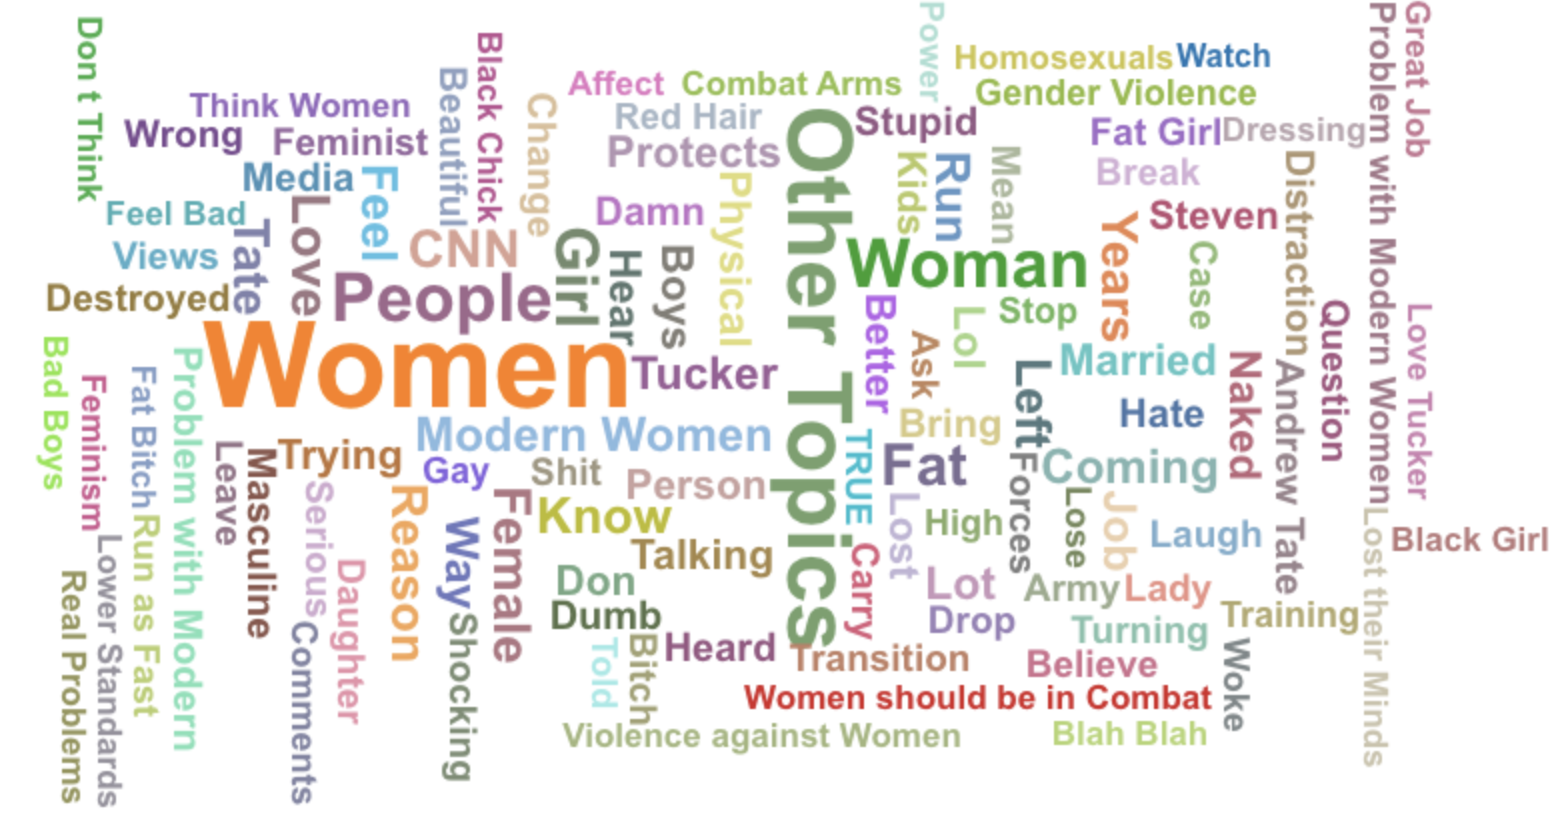 Don t Think
Think Women
Wrong
Feminist
Media
Feel
Beautiful
Black Chick
Change
Affect
Combat Arms
Power
Homosexuals
Watch
Gender Violence
Red Hair
Protects
Stupid
Fat Girl
Dressing
Problem with Modern Women
Great Job
Feel Bad
Tate
Love
Views
CNN
Damn
Physical
Other Topics
Kids
Run
Mean
Break
Steven
Distraction
Destroyed
People
Girl
Hear
Boys
Woman
Years
Case
Women
Better
Lol
Stop
Question
Love Tucker
Bad Boys
Feminism
Fat Bitch
Problem with Modern
Tucker
Ask
Left
Married
Naked
Andrew Tate
Modern Women
Bring
Hate
Leave
Masculine
Trying
Gay
Shit
Person
TRUE
Fat
Forces
Coming
Serious
Reason
Way
Female
Know
Talking
Lost
High
Lose
Job
Laugh
Black Girl
Lower Standards
Run as Fast
Real Problems
Daughter
Don
Dumb
Carry
Lot
Drop
Army
Lady
Training
Lost their Minds
Comments
Shocking
Told
Bitch
Heard
Transition
Turning
Believe
Woke
Women should be in Combat
Violence against Women
Blah Blah